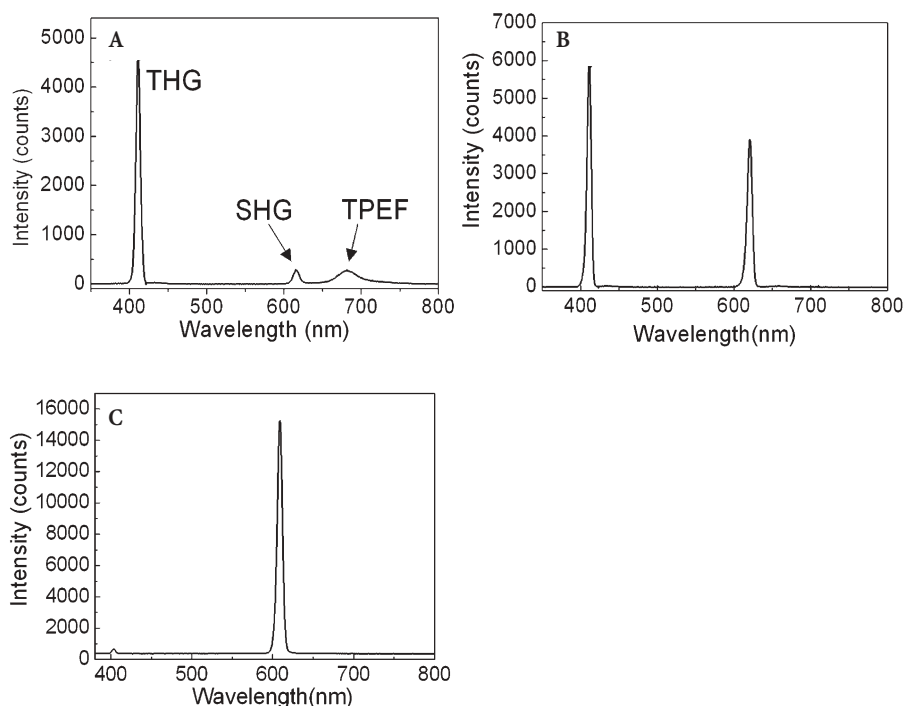 A
5000
4000
3000
2000
1000
0
Intensity (counts)
THG
SHG
TPEF
400 500 600 700 800
Wavelength (nm)
B
7000
6000
5000
4000
3000
2000
1000
0
Intensity (counts)
400 500 600 700 800
Wavelength(nm)
C
16000
14000
12000
10000
8000
6000
4000
2000
0
Intensity (counts)
400 500 600 700 800
Wavelength(nm)